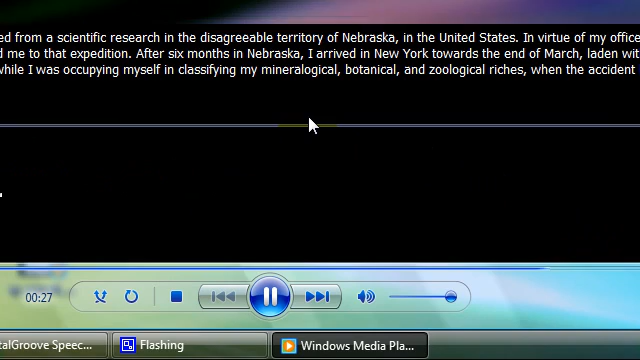 ed from a scientific research in the disagreeable territory of Nebraska, in the United States. In virtue of my office
d me to that expedition. After six months in Nebraska, I arrived in New York towards the end of March, laden wit
while I was occupying myself in classifying my mineralogical, botanical, and zoological riches, when the accident
00:27
talGroove Speec... Flashing Windows Media Pla...